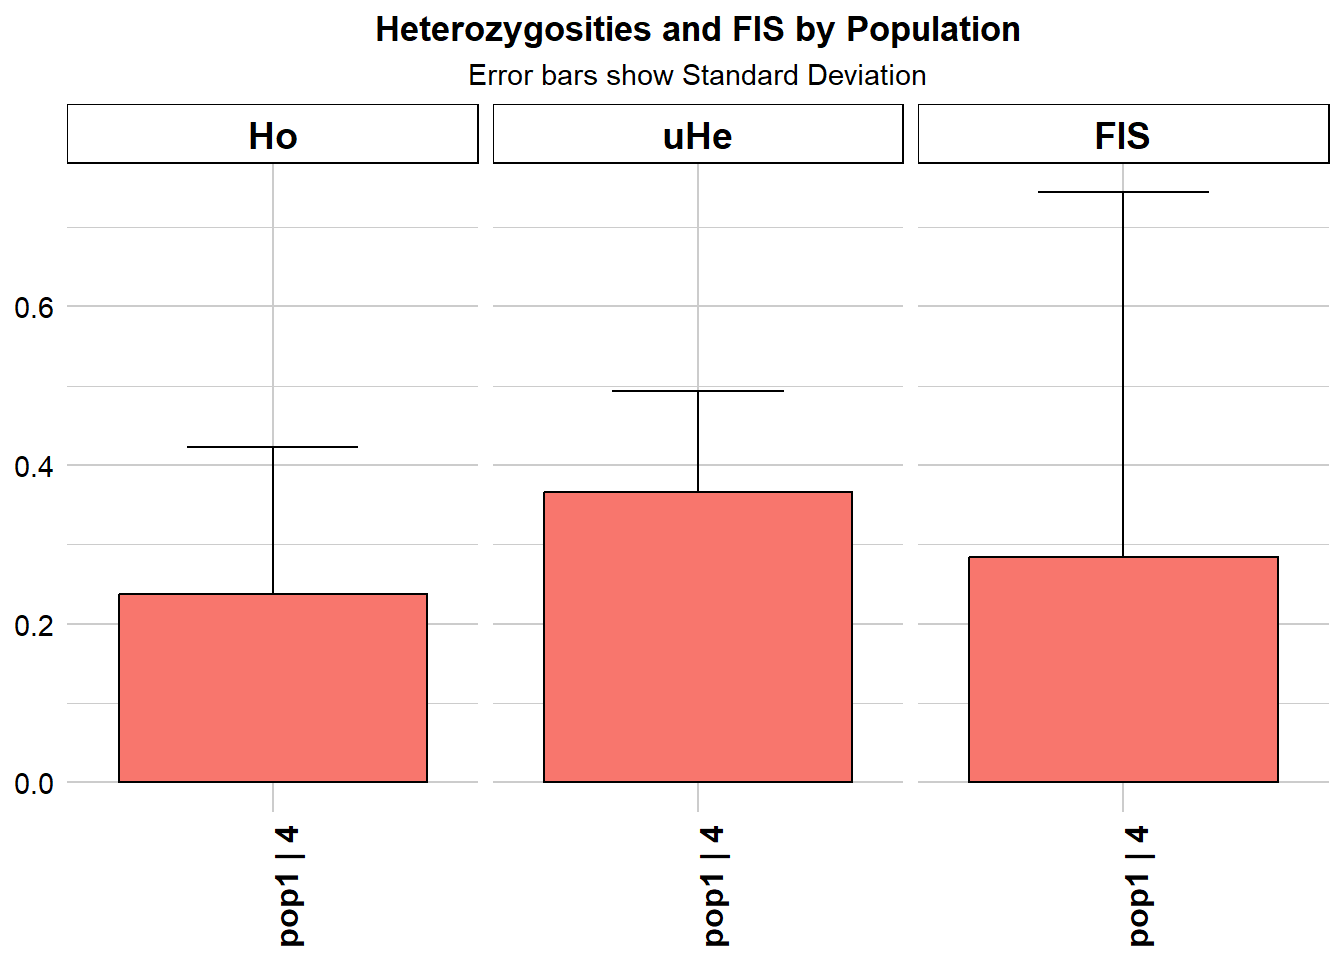 Heterozygosities and FIS by Population
Error bars show Standard Deviation
Ho
uHe
FIS
0.6
0.4
0.2
0.0
pop1 | 4
pop1 | 4
pop1 | 4